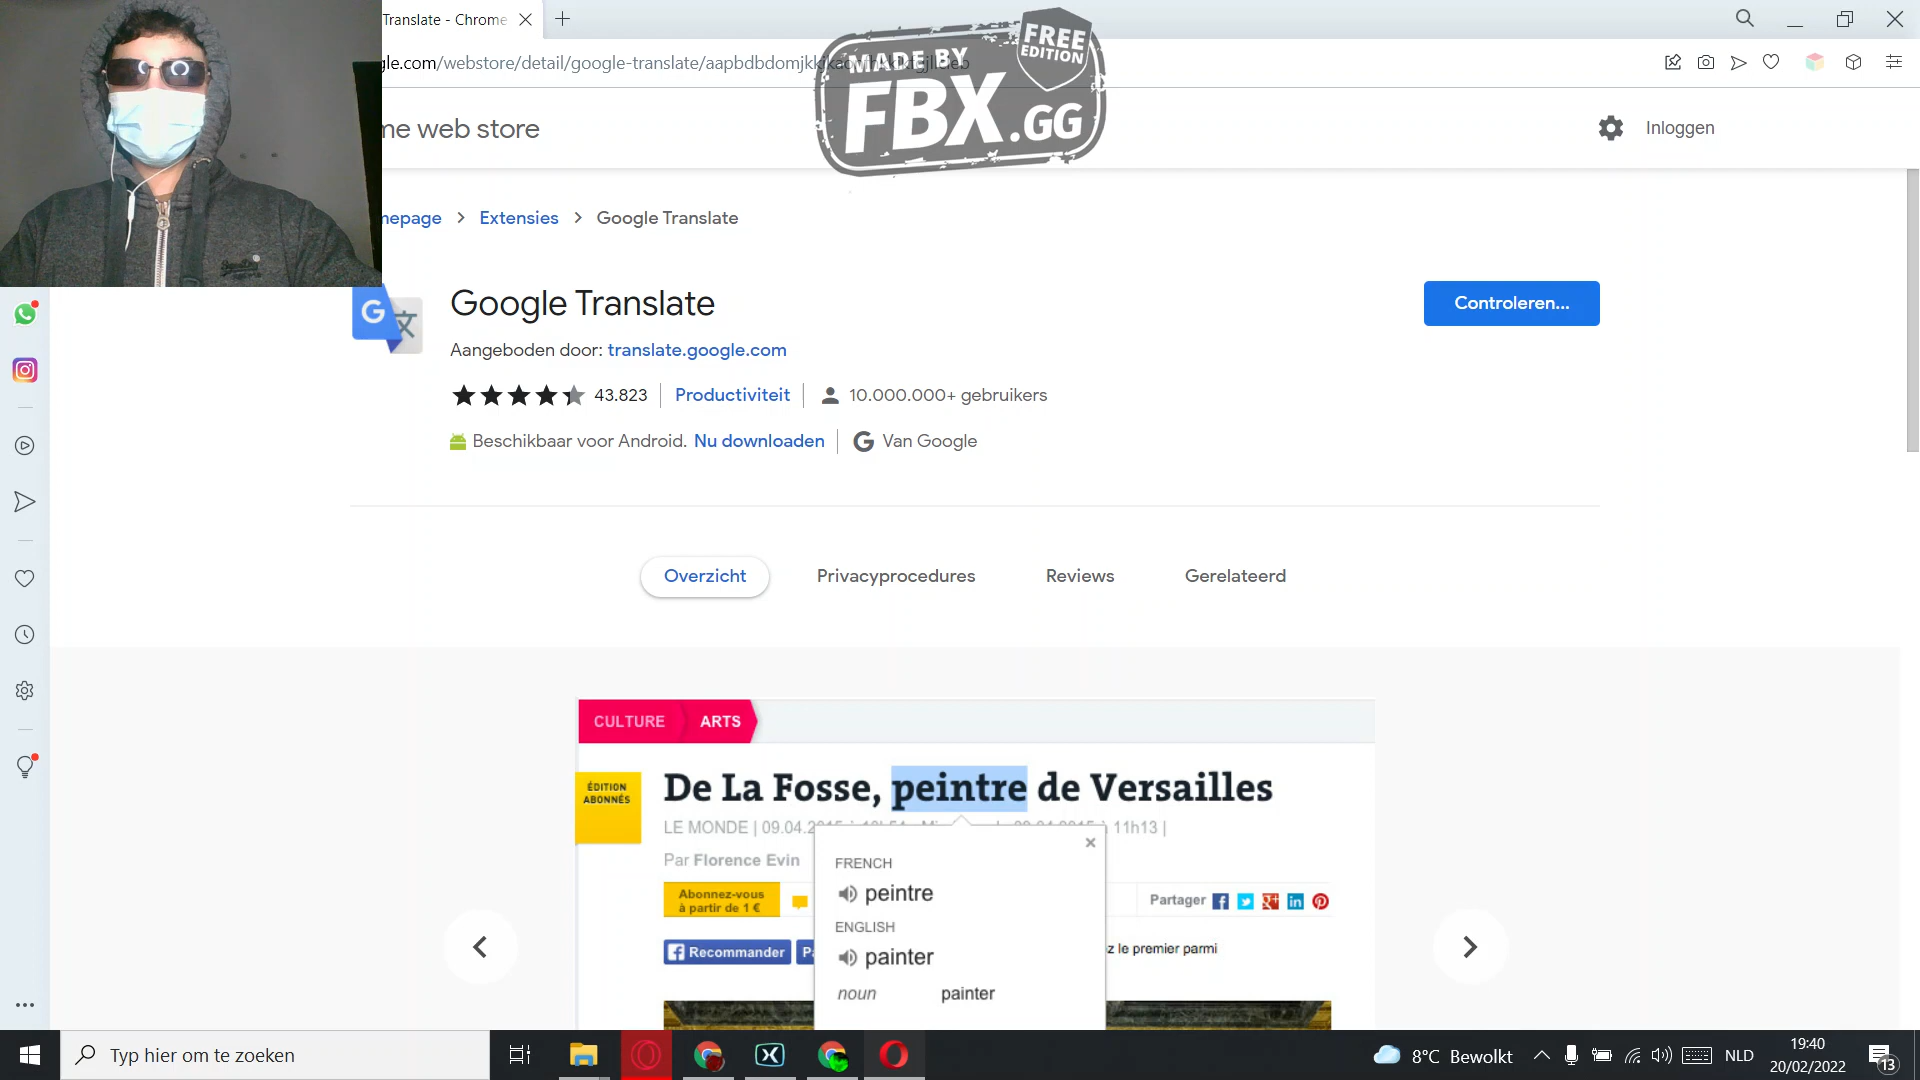 Translate - Chrome
gle.com/webstore/detail/google-translate/aapbdbdomjkkjka
MADE BY
FBX.GG
FREE
EDITION
me web store
Inloggen
mepage > Extensies > Google Translate
Google Translate
Controleren...
Aangeboden door: translate.google.com
43.823 Productiviteit 10.000.000+ gebruikers
Beschikbaar voor Android. Nu downloaden Van Google
Overzicht Privacyprocedures Reviews Gerelateerd
CULTURE ARTS
ÉDITION
ABONNÉS
De La Fosse, peintre de Versailles
LE MONDE | 09.04.2015 à 11h13 |
Par Florence Evin
Abonnez-vous
à partir de 1 €
Partager
Recommander
z le premier parmi
FRENCH
peintre
ENGLISH
painter
noun painter
Typ hier om te zoeken
8°C Bewolkt
NLD
19:40
20/02/2022
13